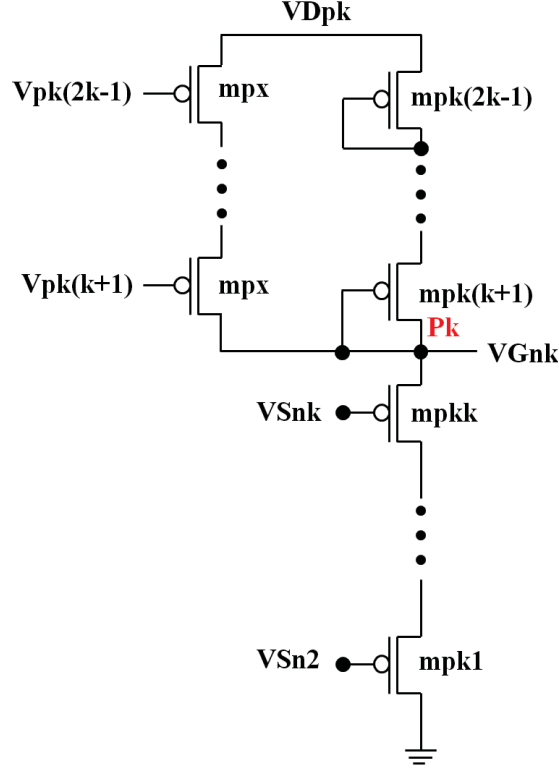 VDpk
Vpk(2k-1)
mpx
mpk(2k-1)
Vpk(k+1)
mpx
mpk(k+1)
Pk
VGnk
VSnk
mpkk
VSn2
mpk1